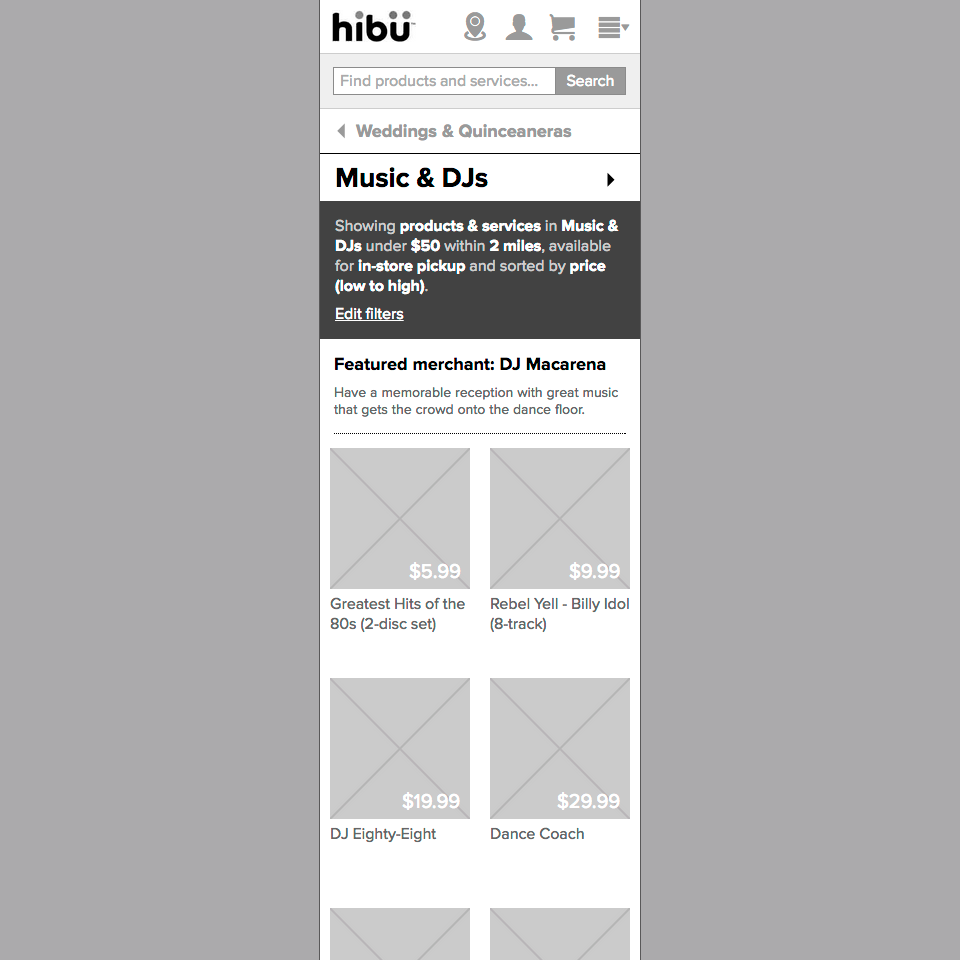 hibü™
Find products and services...
Search
Weddings & Quinceaneras
Music & DJs
Showing products & services in Music &
DJs under $50 within 2 miles, available
for in-store pickup and sorted by price
(low to high).
Edit filters
Featured merchant: DJ Macarena
Have a memorable reception with great music
that gets the crowd onto the dance floor.
$5.99
$9.99
Greatest Hits of the
80s (2-disc set)
Rebel Yell - Billy Idol
(8-track)
$19.99
$29.99
DJ Eighty-Eight
Dance Coach